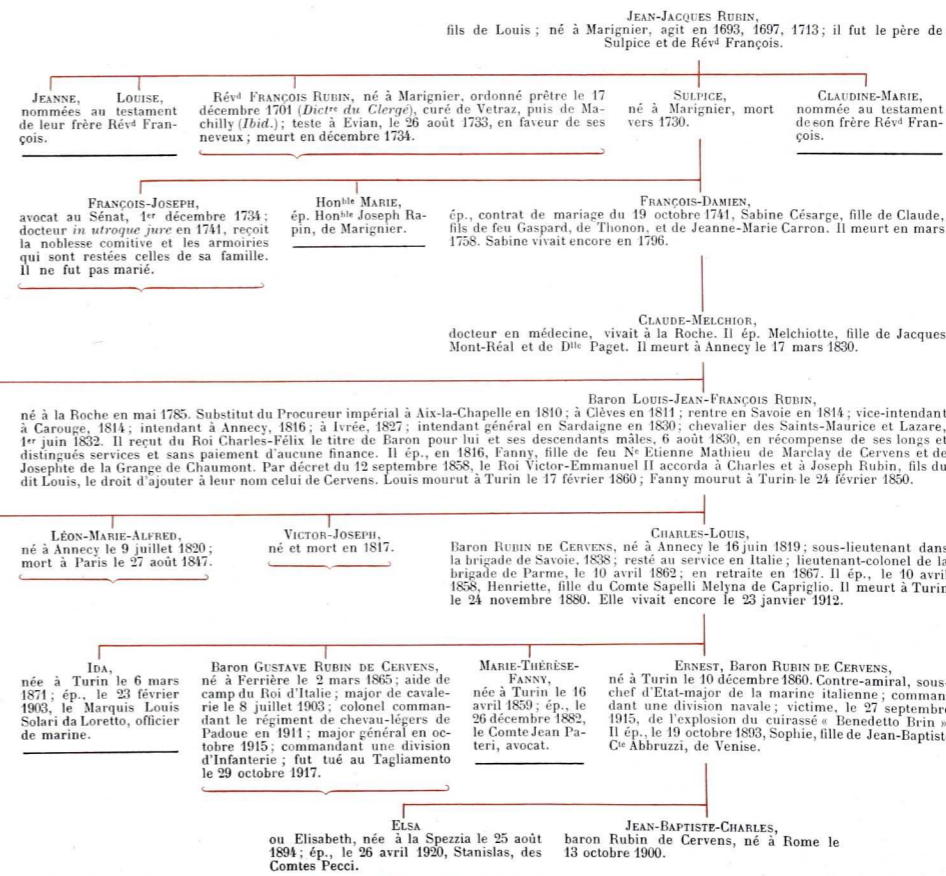 JEAN-JACQUES RUBIN,
fils de Louis ; né à Marignier, agit en 1693, 1697, 1713 ; il fut le père de
Sulpice et de Révd François.
JEANNE, LOUISE,
nommées au testament
de leur frère Révd Fran-
çois.
Révd FRANÇOIS RUBIN, né à Marignier, ordonné prêtre le 17
décembre 1701 (Dictre du Clergé), curé de Vetraz, puis de Ma-
chilly (Ibid.) ; teste à Evian, le 26 août 1733, en faveur de ses
neveux ; meurt en décembre 1734.
SULPICE,
né à Marignier, mort
vers 1730.
CLAUDINE-MARIE,
nommée au testament
de son frère Révd Fran-
çois.
FRANÇOIS-JOSEPH,
avocat au Sénat, 1er décembre 1734 ;
docteur in utroque jure en 1741, reçoit
la noblesse comitive et les armoiries
qui sont restées celles de sa famille.
Il ne fut pas marié.
Honble MARIE,
ép. Honble Joseph Ra-
pin, de Marignier.
FRANÇOIS-DAMIEN,
ép., contrat de mariage du 19 octobre 1741, Sabine Césarge, fille de Claude,
fils de feu Gaspard, de Thonon, et de Jeanne-Marie Carron. Il meurt en mars
1758. Sabine vivait encore en 1796.
CLAUDE-MELCHIOR,
docteur en médecine, vivait à la Roche. Il ép. Melchiotte, fille de Jacques
Mont-Réal et de Dlle Paget. Il meurt à Annecy le 17 mars 1830.
Baron LOUIS-JEAN-FRANÇOIS RUBIN,
né à la Roche en mai 1785. Substitut du Procureur impérial à Aix-la-Chapelle en 1810 ; à Clèves en 1811 ; rentre en Savoie en 1814 ; vice-intendant
à Carouge, 1814 ; intendant à Annecy, 1816 ; à Ivrée, 1827 ; intendant général en Sardaigne en 1830 ; chevalier des Saints-Maurice et Lazare,
1er juin 1832. Il reçut du Roi Charles-Félix le titre de Baron pour lui et ses descendants mâles, 6 août 1830, en récompense de ses longs et
distingués services et sans paiement d'aucune finance. Il ép., en 1816, Fanny, fille de feu Ne Etienne Mathieu de Marclay de Cervens et de
Josephte de la Grange de Chaumont. Par décret du 12 septembre 1858, le Roi Victor-Emmanuel II accorda à Charles et à Joseph Rubin, fils du
dit Louis, le droit d'ajouter à leur nom celui de Cervens. Louis mourut à Turin le 17 février 1860 ; Fanny mourut à Turin le 24 février 1850.
LÉON-MARIE-ALFRED,
né à Annecy le 9 juillet 1820 ;
mort à Paris le 27 août 1847.
VICTOR-JOSEPH,
né et mort en 1817.
CHARLES-LOUIS,
Baron RUBIN DE CERVENS, né à Annecy le 16 juin 1819 ; sous-lieutenant dans
la brigade de Savoie, 1838 ; resté au service en Italie ; lieutenant-colonel de la
brigade de Parme, le 10 avril 1862 ; en retraite en 1867. Il ép., le 10 avril
1858, Henriette, fille du Comte Sapelli Melyna de Capriglio. Il meurt à Turin
le 24 novembre 1880. Elle vivait encore le 23 janvier 1912.
IDA,
née à Turin le 6 mars
1871 ; ép., le 23 février
1903, le Marquis Louis
Solari da Loretto, officier
de marine.
Baron GUSTAVE RUBIN DE CERVENS,
né à Ferrière le 2 mars 1865 ; aide de
camp du Roi d'Italie ; major de cavale-
rie le 8 juillet 1903 ; colonel comman-
dant le régiment de chevau-légers de
Padoue en 1911 ; major général en oc-
tobre 1915 ; commandant une division
d'Infanterie ; fut tué au Tagliamento
le 29 octobre 1917.
MARIE-THÉRÈSE-
FANNY,
née à Turin le 16
avril 1859 ; ép., le
26 décembre 1882,
le Comte Jean Pa-
teri, avocat.
ERNEST, Baron RUBIN DE CERVENS,
né à Turin le 10 décembre 1860. Contre-amiral, sous-
chef d'Etat-major de la marine italienne ; comman-
dant une division navale ; victime, le 27 septembre
1915, de l'explosion du cuirassé « Benedetto Brin »
Il ép., le 19 octobre 1893, Sophie, fille de Jean-Baptist
Cte Abbruzzi, de Venise.
ELSA
ou Elisabeth, née à la Spezzia le 25 août
1894 ; ép., le 26 avril 1920, Stanislas, des
Comtes Pecci.
JEAN-BAPTISTE-CHARLES,
baron Rubin de Cervens, né à Rome le
13 octobre 1900.